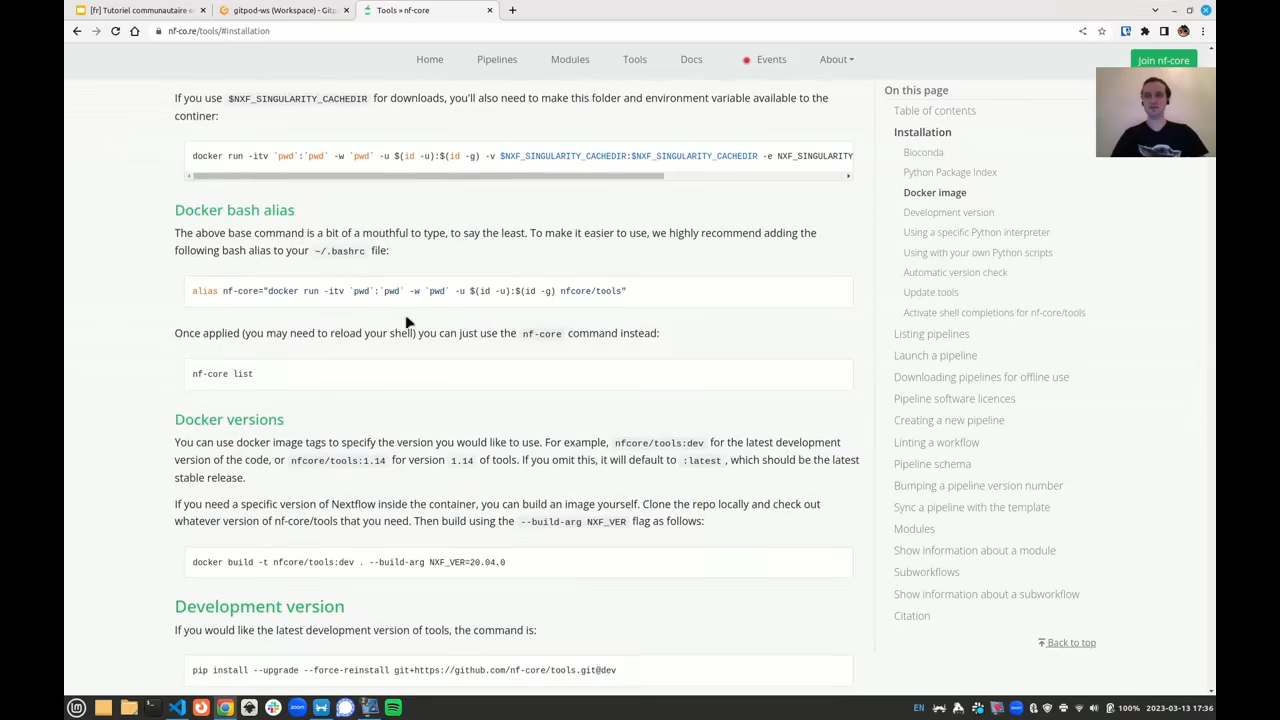 [fr] Tutoriel communautaire e
gitpod-ws (Workspace) - Gitp
Tools » nf-core
nf-co.re/tools/#installation
Home
Pipelines
Modules
Tools
Docs
Events
About
Join nf-core
If you use $NXF_SINGULARITY_CACHEDIR for downloads, you'll also need to make this folder and environment variable available to the
continer:
docker run -itv `pwd`:`pwd` -w `pwd` -u $(id -u):$(id -g) -v $NXF_SINGULARITY_CACHEDIR:$NXF_SINGULARITY_CACHEDIR -e NXF_SINGULARITY
Docker bash alias
The above base command is a bit of a mouthful to type, to say the least. To make it easier to use, we highly recommend adding the
following bash alias to your ~/.bashrc file:
alias nf-core="docker run -itv `pwd`:`pwd` -w `pwd` -u $(id -u):$(id -g) nfcore/tools"
Once applied (you may need to reload your shell) you can just use the nf-core command instead:
nf-core list
Docker versions
You can use docker image tags to specify the version you would like to use. For example, nfcore/tools:dev for the latest development
version of the code, or nfcore/tools:1.14 for version 1.14 of tools. If you omit this, it will default to :latest, which should be the latest
stable release.
If you need a specific version of Nextflow inside the container, you can build an image yourself. Clone the repo locally and check out
whatever version of nf-core/tools that you need. Then build using the --build-arg NXF_VER flag as follows:
docker build -t nfcore/tools:dev . --build-arg NXF_VER=20.04.0
Development version
If you would like the latest development version of tools, the command is:
pip install --upgrade --force-reinstall git+https://github.com/nf-core/tools.git@dev
On this page
Table of contents
Installation
Bioconda
Python Package Index
Docker image
Development version
Using a specific Python interpreter
Using with your own Python scripts
Automatic version check
Update tools
Activate shell completions for nf-core/tools
Listing pipelines
Launch a pipeline
Downloading pipelines for offline use
Pipeline software licences
Creating a new pipeline
Linting a workflow
Pipeline schema
Bumping a pipeline version number
Sync a pipeline with the template
Modules
Show information about a module
Subworkflows
Show information about a subworkflow
Citation
Back to top
EN
100%
2023-03-13 17:36